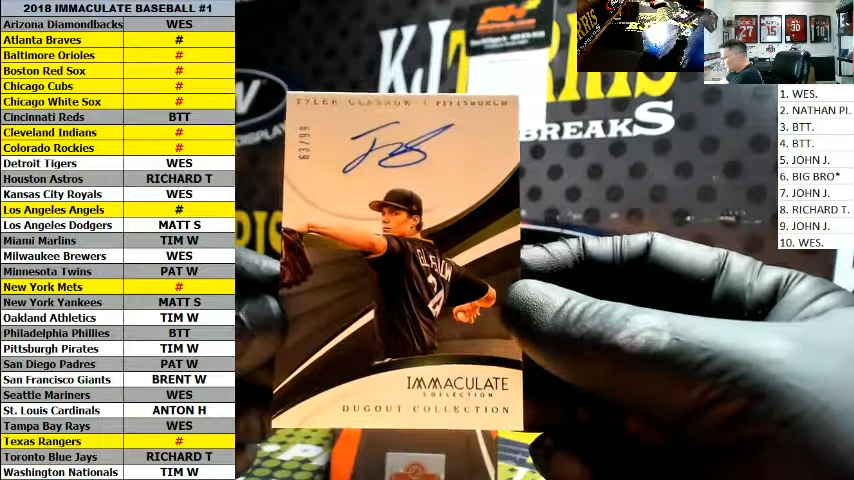 2018 IMMACULATE BASEBALL #1
Arizona Diamondbacks WES
Atlanta Braves #
Baltimore Orioles #
Boston Red Sox #
Chicago Cubs #
Chicago White Sox #
Cincinnati Reds BTT
Cleveland Indians #
Colorado Rockies #
Detroit Tigers WES
Houston Astros RICHARD T
Kansas City Royals WES
Los Angeles Angels #
Los Angeles Dodgers MATT S
Miami Marlins TIM W
Milwaukee Brewers WES
Minnesota Twins PAT W
New York Mets #
New York Yankees MATT S
Oakland Athletics TIM W
Philadelphia Phillies BTT
Pittsburgh Pirates TIM W
San Diego Padres PAT W
San Francisco Giants BRENT W
Seattle Mariners WES
St. Louis Cardinals ANTON H
Tampa Bay Rays WES
Texas Rangers #
Toronto Blue Jays RICHARD T
Washington Nationals TIM W
KJ
BREAKS
TYLER GLASNOW | PITTSBURGH
63/99
IMMACULATE
COLLECTION
DUGOUT COLLECTION
1. WES.
2. NATHAN PI.
3. BTT.
4. BTT.
5. JOHN J.
6. BIG BRO*
7. JOHN J.
8. RICHARD T.
9. JOHN J.
10. WES.